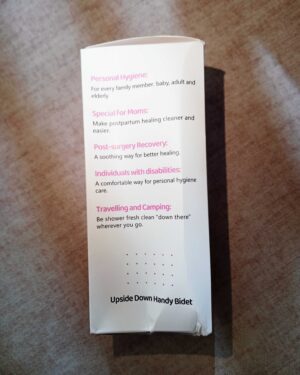 Personal Hygiene:
For every family member, baby, adult and
elderly.
Special For Moms:
Make postpartum healing cleaner and
easier.
Post-surgery Recovery:
A soothing way for better healing.
Individuals with disabilities:
A comfortable way for personal hygiene
care.
Travelling and Camping:
Be shower fresh clean "down there"
wherever you go.
Upside Down Handy Bidet